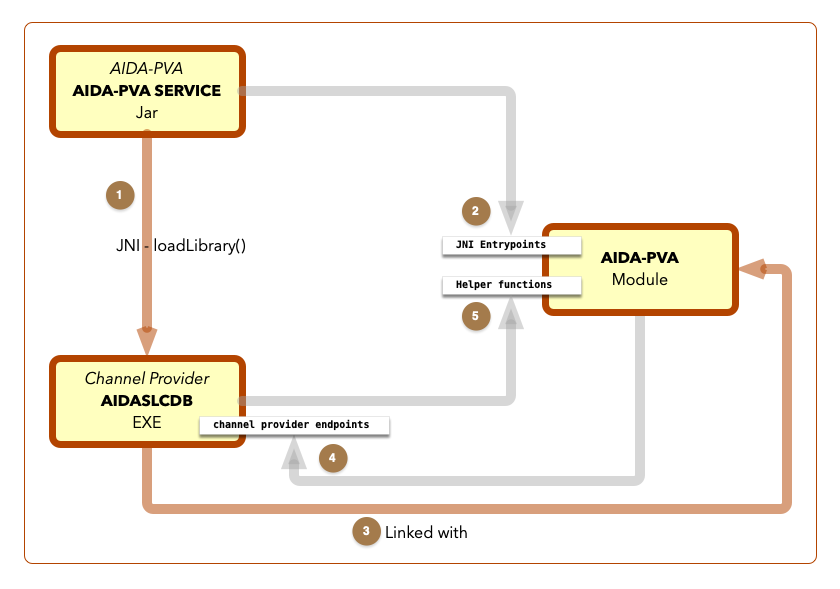 AIDA-PVA
AIDA-PVA SERVICE
Jar
1
JNI - loadLibrary()
2
JNI Entrypoints
Helper functions
5
AIDA-PVA
Module
Channel Provider
AIDASLCDB
EXE
channel provider endpoints
4
3 Linked with